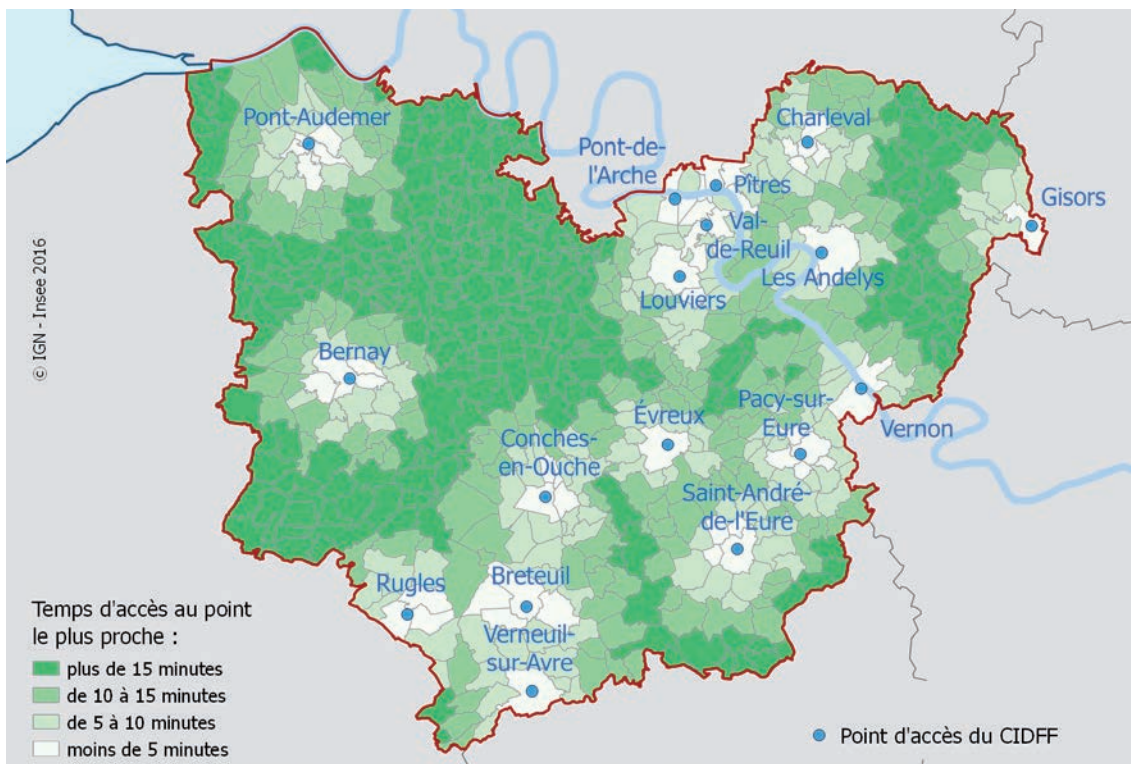 Pont-Audemer
Charleval
Pont-de-
l'Arche
Pîtres
Gisors
Val-
de-Reuil
Les Andelys
Louviers
© IGN - Insee 2016
Bernay
Évreux
Pacy-sur-
Eure
Vernon
Conches-
en-Ouche
Saint-André-
de-l'Eure
Rugles
Breteuil
Verneuil-
sur-Avre
Temps d'accès au point
le plus proche :
plus de 15 minutes
de 10 à 15 minutes
de 5 à 10 minutes
moins de 5 minutes
Point d'accès du CIDFF